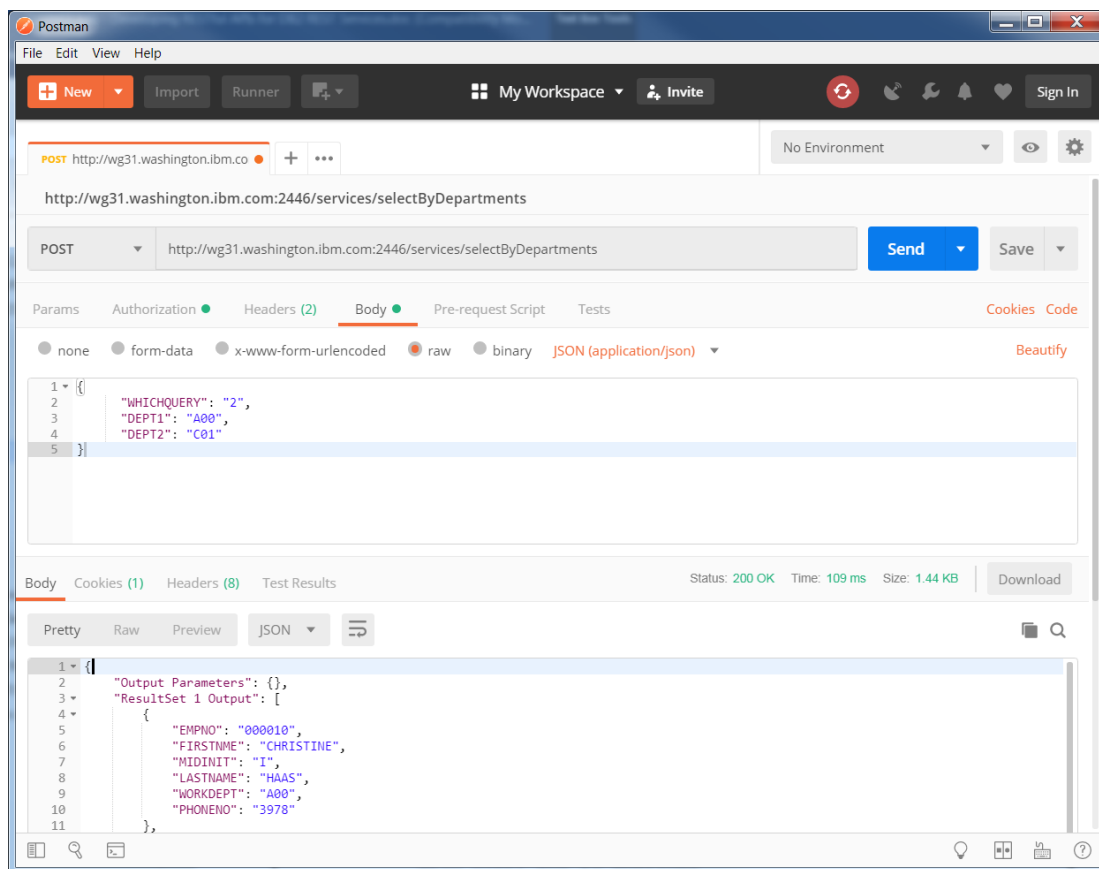 Postman
File Edit View Help
New Import Runner My Workspace Invite Sign In
POST http://wg31.washington.ibm.co No Environment
http://wg31.washington.ibm.com:2446/services/selectByDepartments
POST http://wg31.washington.ibm.com:2446/services/selectByDepartments Send Save
Params Authorization Headers (2) Body Pre-request Script Tests Cookies Code
none form-data x-www-form-urlencoded raw binary JSON (application/json) Beautify
1 {
2 "WHICHQUERY": "2",
3 "DEPT1": "A00",
4 "DEPT2": "C01"
5 }
Body Cookies (1) Headers (8) Test Results Status: 200 OK Time: 109 ms Size: 1.44 KB Download
Pretty Raw Preview JSON
1 {
2 "Output Parameters": {},
3 "ResultSet 1 Output": [
4 {
5 "EMPNO": "000010",
6 "FIRSTNME": "CHRISTINE",
7 "MIDINIT": "I",
8 "LASTNAME": "HAAS",
9 "WORKDEPT": "A00",
10 "PHONENO": "3978"
11 },